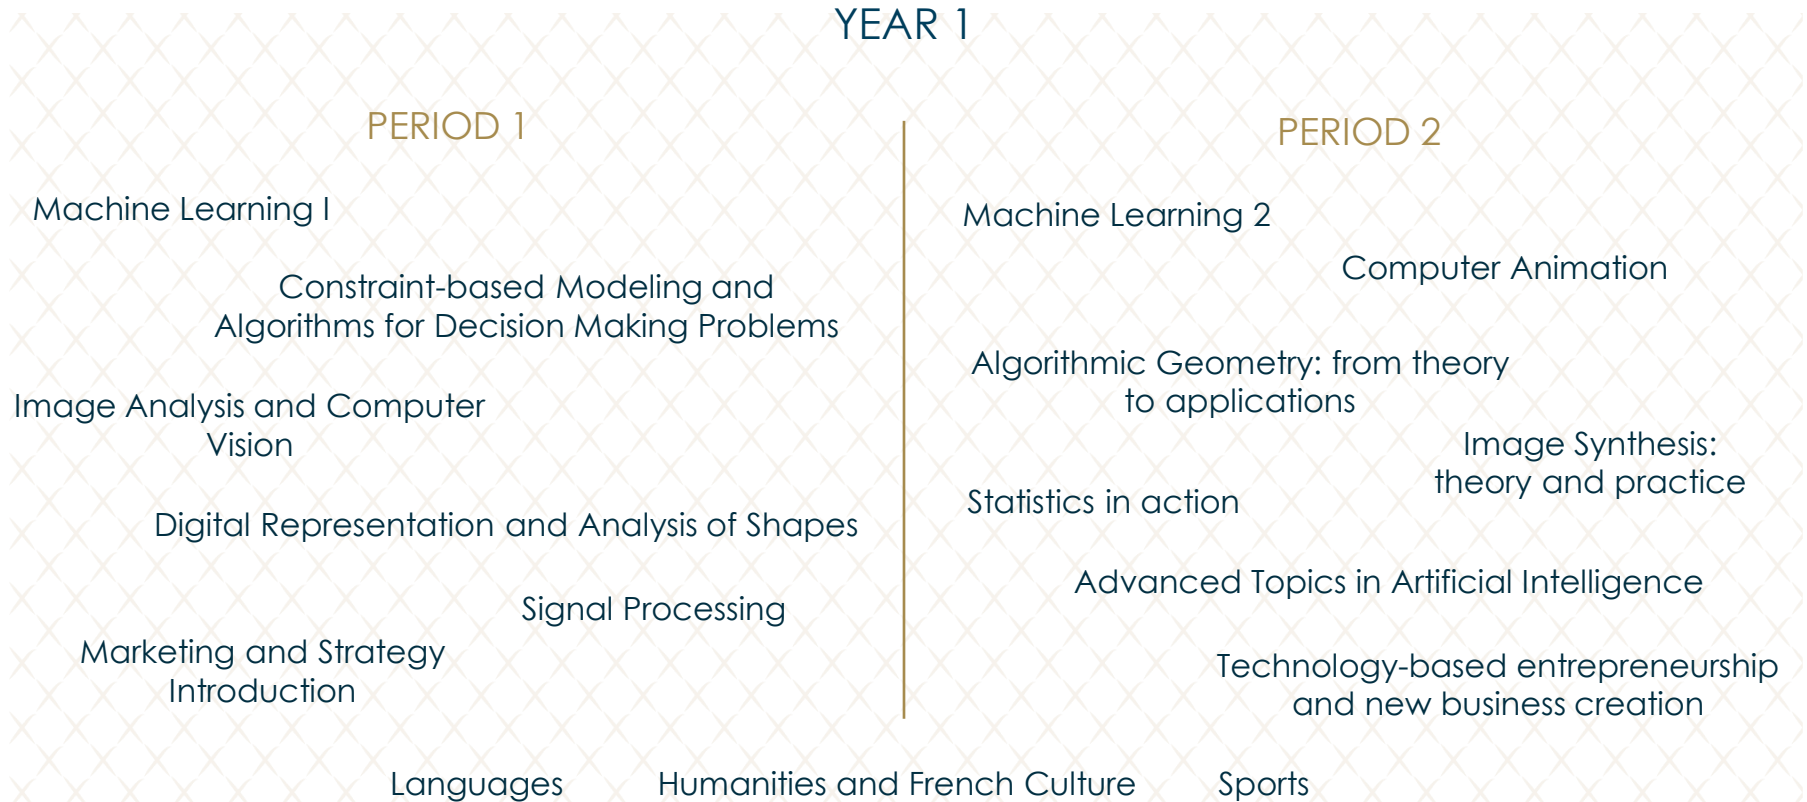 YEAR 1
PERIOD 1
Machine Learning I
Constraint-based Modeling and
Algorithms for Decision Making Problems
Image Analysis and Computer
Vision
Digital Representation and Analysis of Shapes
Signal Processing
Marketing and Strategy
Introduction
PERIOD 2
Machine Learning 2
Computer Animation
Algorithmic Geometry: from theory
to applications
Image Synthesis:
theory and practice
Statistics in action
Advanced Topics in Artificial Intelligence
Technology-based entrepreneurship
and new business creation
Languages
Humanities and French Culture
Sports